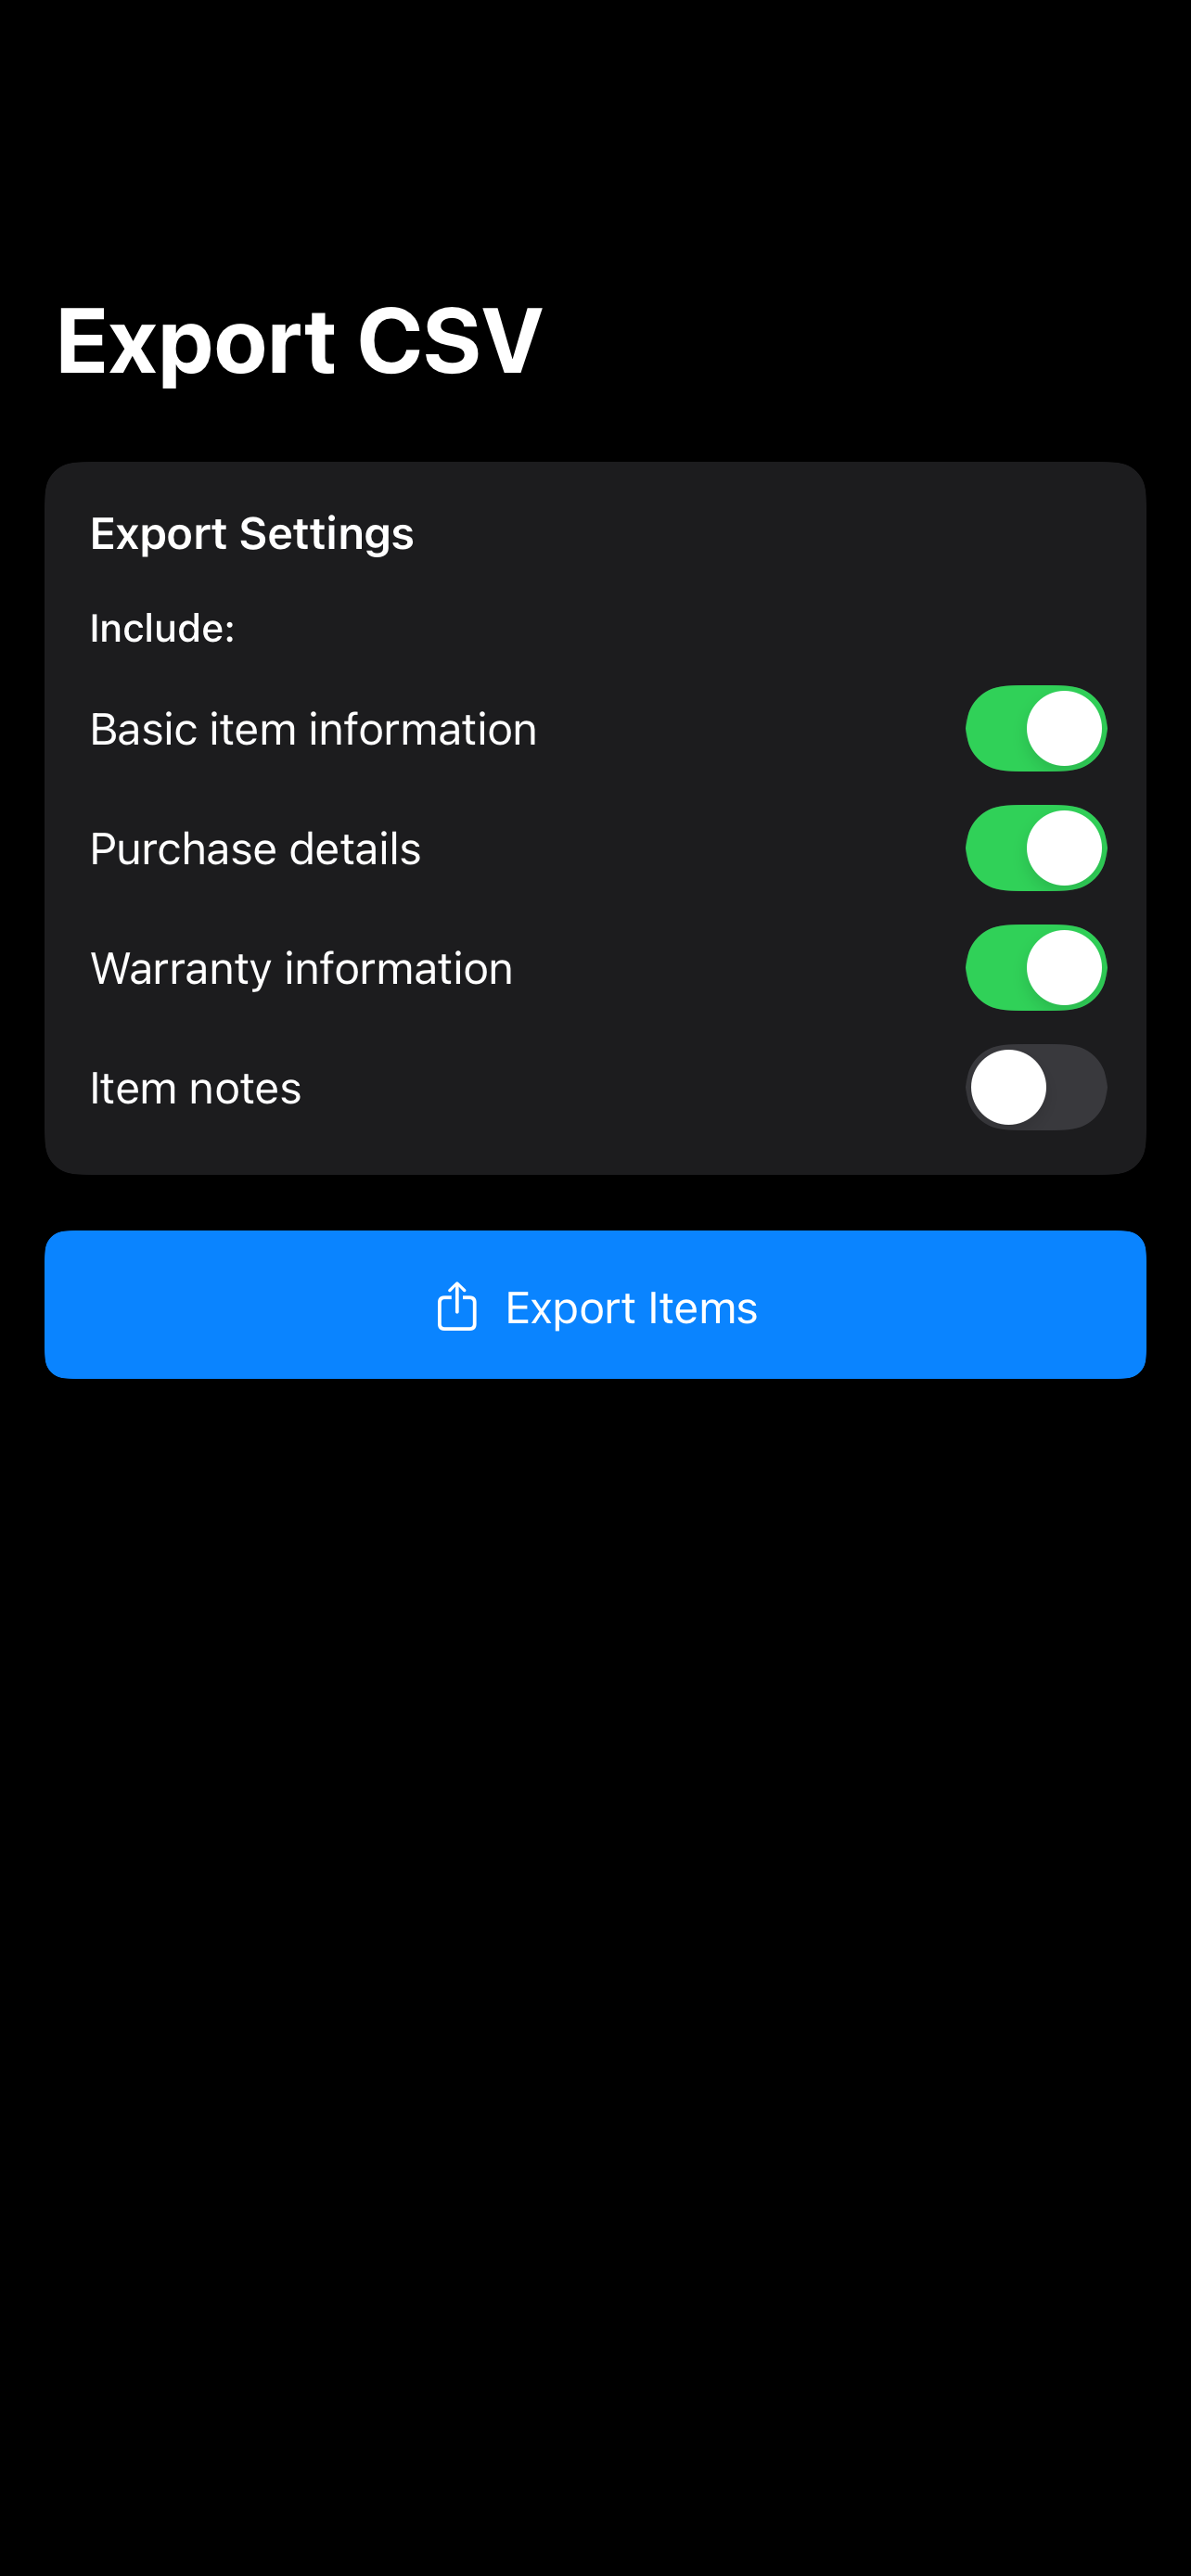 Export CSV
Export Settings
Include:
Basic item information
Purchase details
Warranty information
Item notes
Export Items